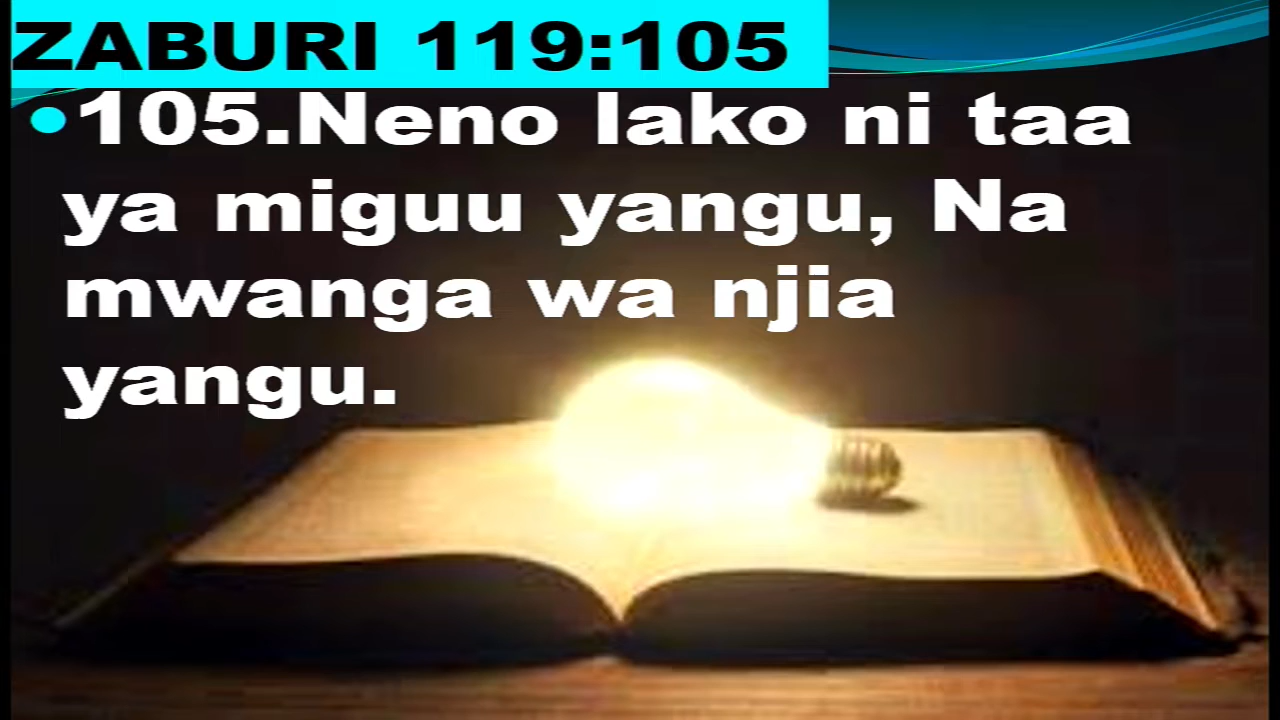 ZABURI 119:105
•105.Neno lako ni taa
ya miguu yangu, Na
mwanga wa njia
yangu.